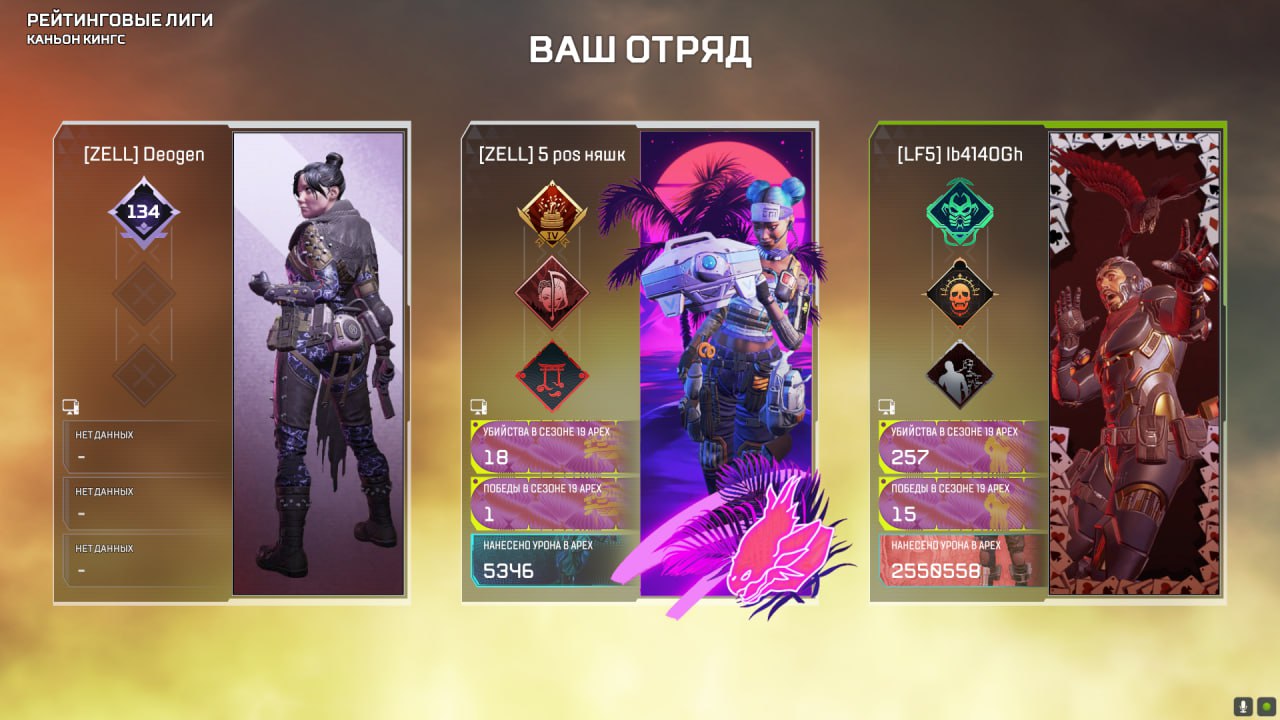 РЕЙТИНГОВЫЕ ЛИГИ
КАНЬОН КИНГС
ВАШ ОТРЯД
[ZELL] Deogen
134
НЕТ ДАННЫХ
-
НЕТ ДАННЫХ
-
НЕТ ДАННЫХ
-
[ZELL] 5 pos няшк
IV
УБИЙСТВА В СЕЗОНЕ 19 APEX
18
ПОБЕДЫ В СЕЗОНЕ 19 APEX
1
НАНЕСЕНО УРОНА В APEX
5346
[LF5] lb4140Gh
УБИЙСТВА В СЕЗОНЕ 19 APEX
257
ПОБЕДЫ В СЕЗОНЕ 19 APEX
15
НАНЕСЕНО УРОНА В APEX
2550558